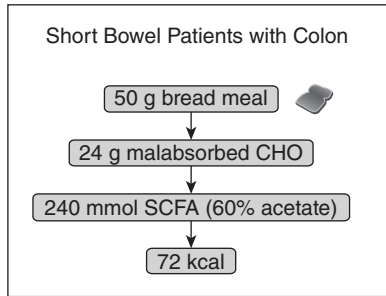 Short Bowel Patients with Colon
50 g bread meal
24 g malabsorbed CHO
240 mmol SCFA (60% acetate)
72 kcal